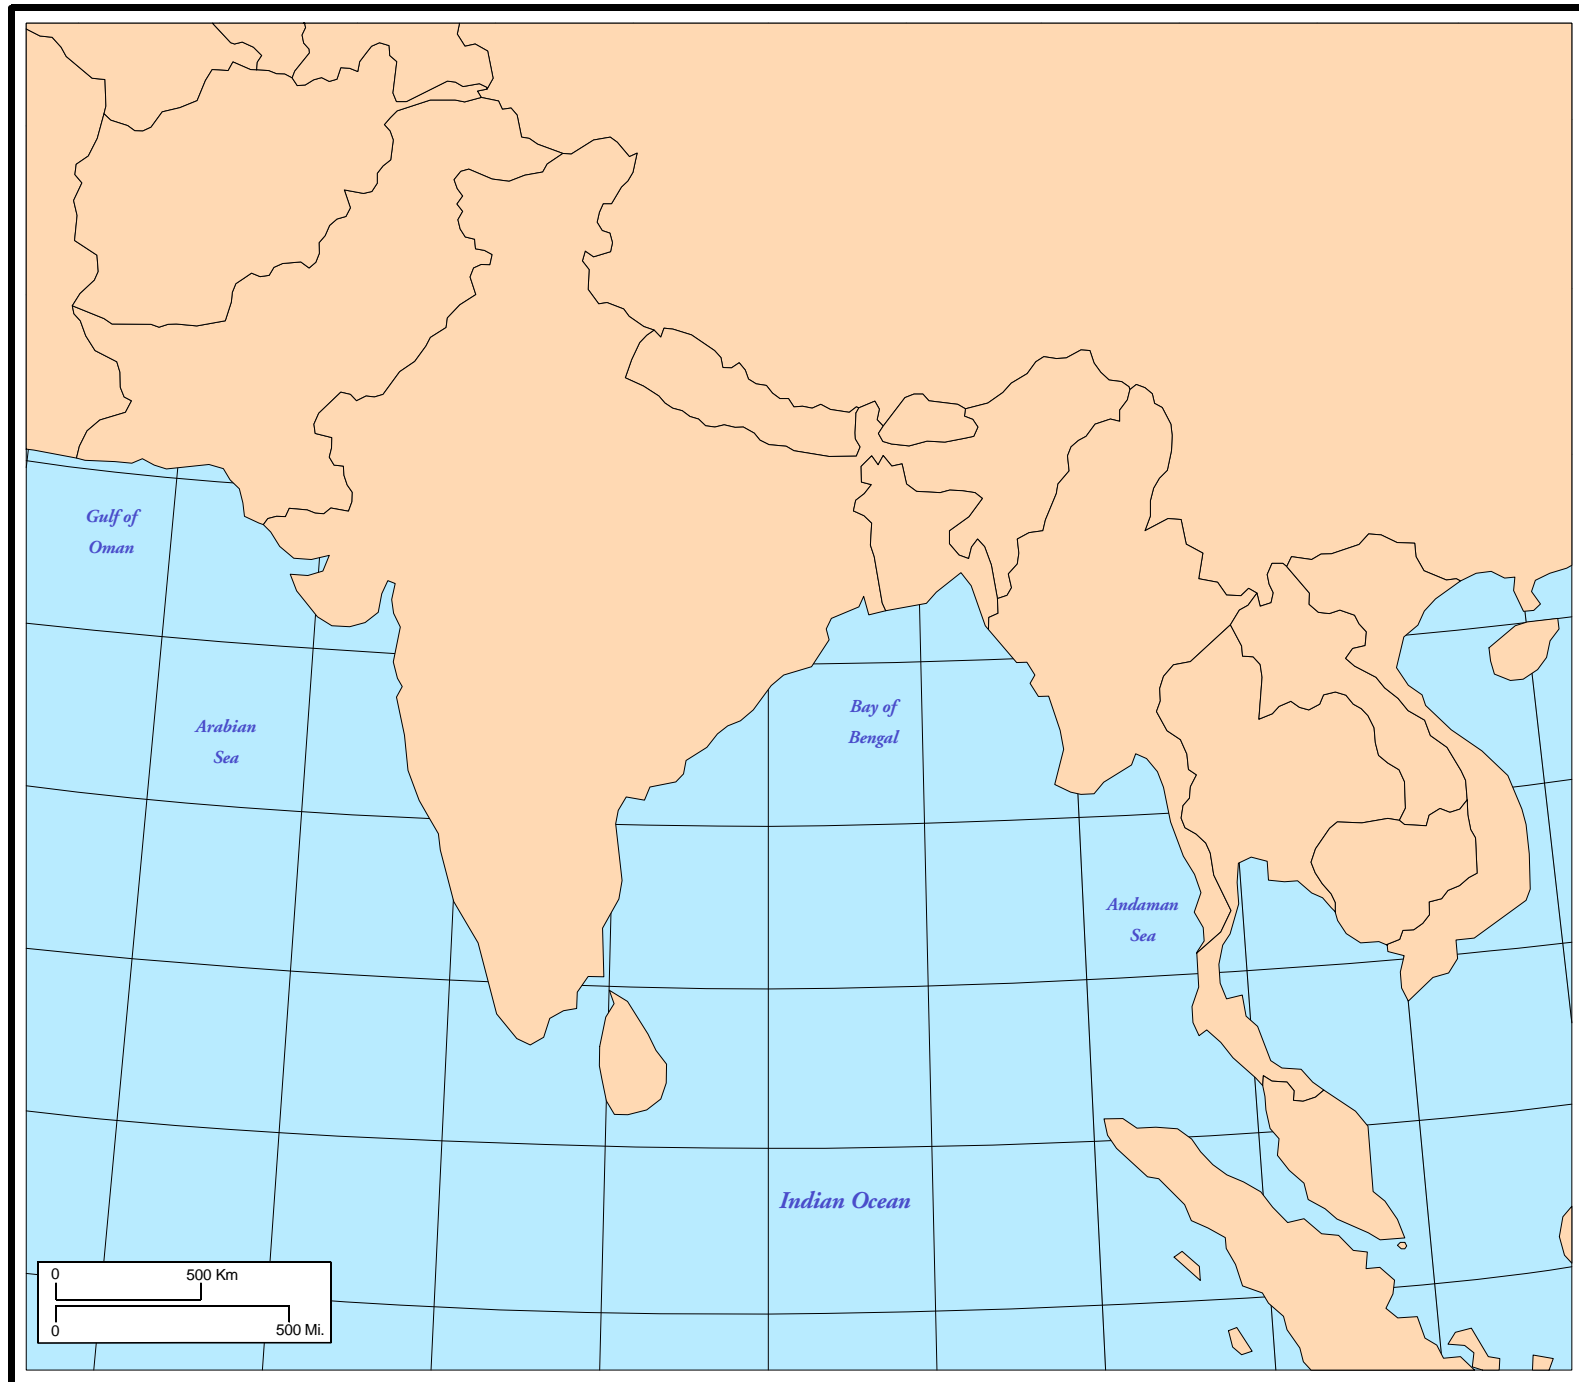 Gulf of
Oman
Arabian
Sea
Bay of
Bengal
Andaman
Sea
Indian Ocean
0 500 Km
0 500 Mi.